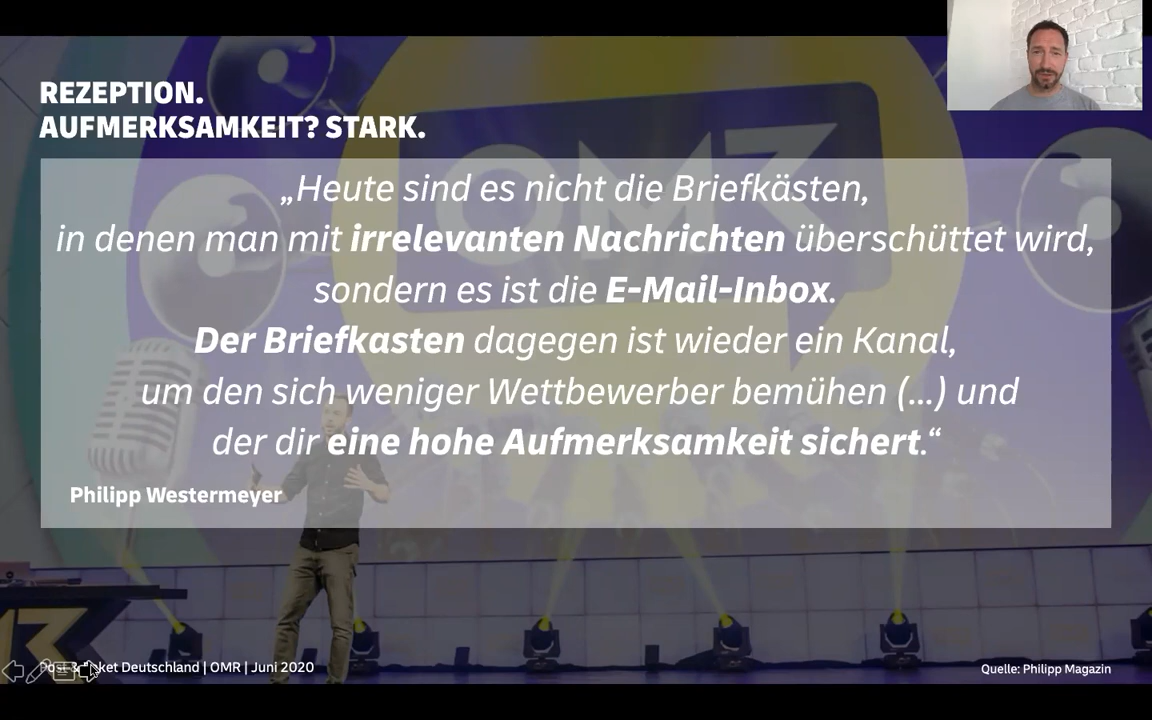 REZEPTION.
AUFMERKSAMKEIT? STARK.
OMR
„Heute sind es nicht die Briefkästen,
in denen man mit irrelevanten Nachrichten überschüttet wird,
sondern es ist die E-Mail-Inbox.
Der Briefkasten dagegen ist wieder ein Kanal,
um den sich weniger Wettbewerber bemühen (...) und
der dir eine hohe Aufmerksamkeit sichert.“
Philipp Westermeyer
Deutschland | OMR | Juni 2020
Quelle: Philipp Magazin